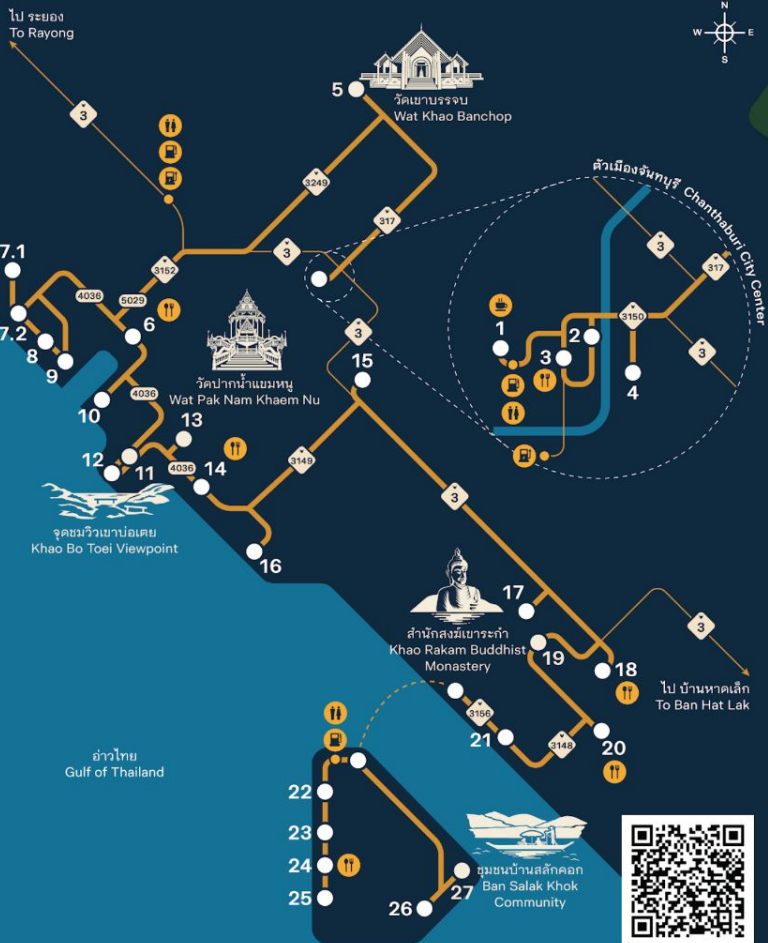 ไป ระยอง
To Rayong
N
W E
S
3
5
วัดเขาบรรจบ
Wat Khao Banchop
3249
317
ตัวเมืองจันทบุรี Chanthaburi City Center
3
317
3150
3
1
2
3
4
3
3152
5029
4036
7.1
7.2
8
9
6
วัดปากน้ำแขมหนู
Wat Pak Nam Khaem Nu
3
15
10
4036
13
12
11
4036
14
3149
จุดชมวิวเขาบ่อเตย
Khao Bo Toei Viewpoint
16
3
17
สำนักสงฆ์เขาระกำ
Khao Rakam Buddhist
Monastery
19
18
3
ไป บ้านหาดเล็ก
To Ban Hat Lak
3156
21
3148
20
อ่าวไทย
Gulf of Thailand
22
23
24
25
26
27
ชุมชนบ้านสลักคอก
Ban Salak Khok
Community